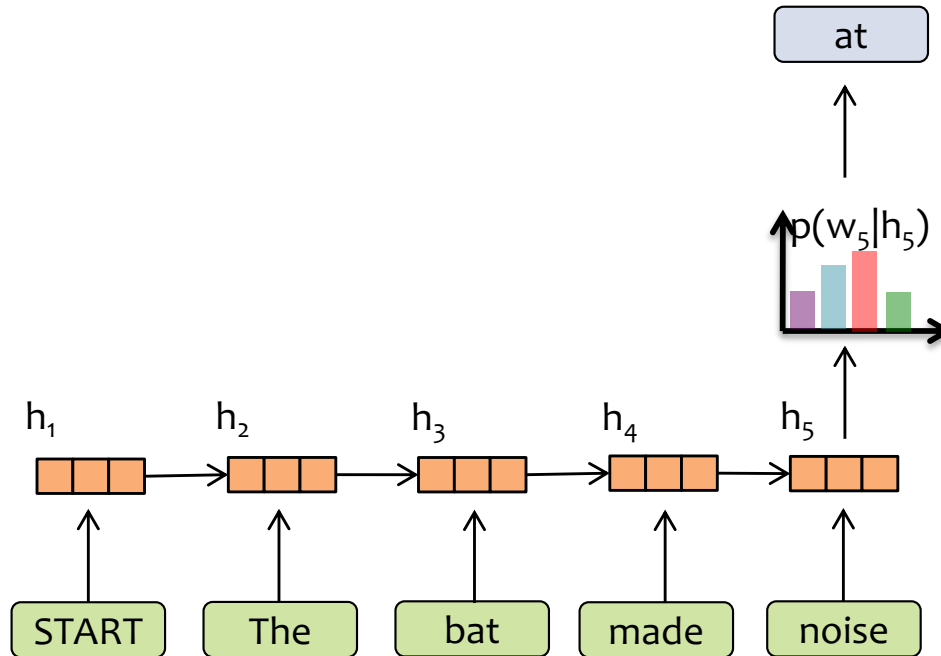 at
p(w₅|h₅)
h₁ h₂ h₃ h₄ h₅
START The bat made noise